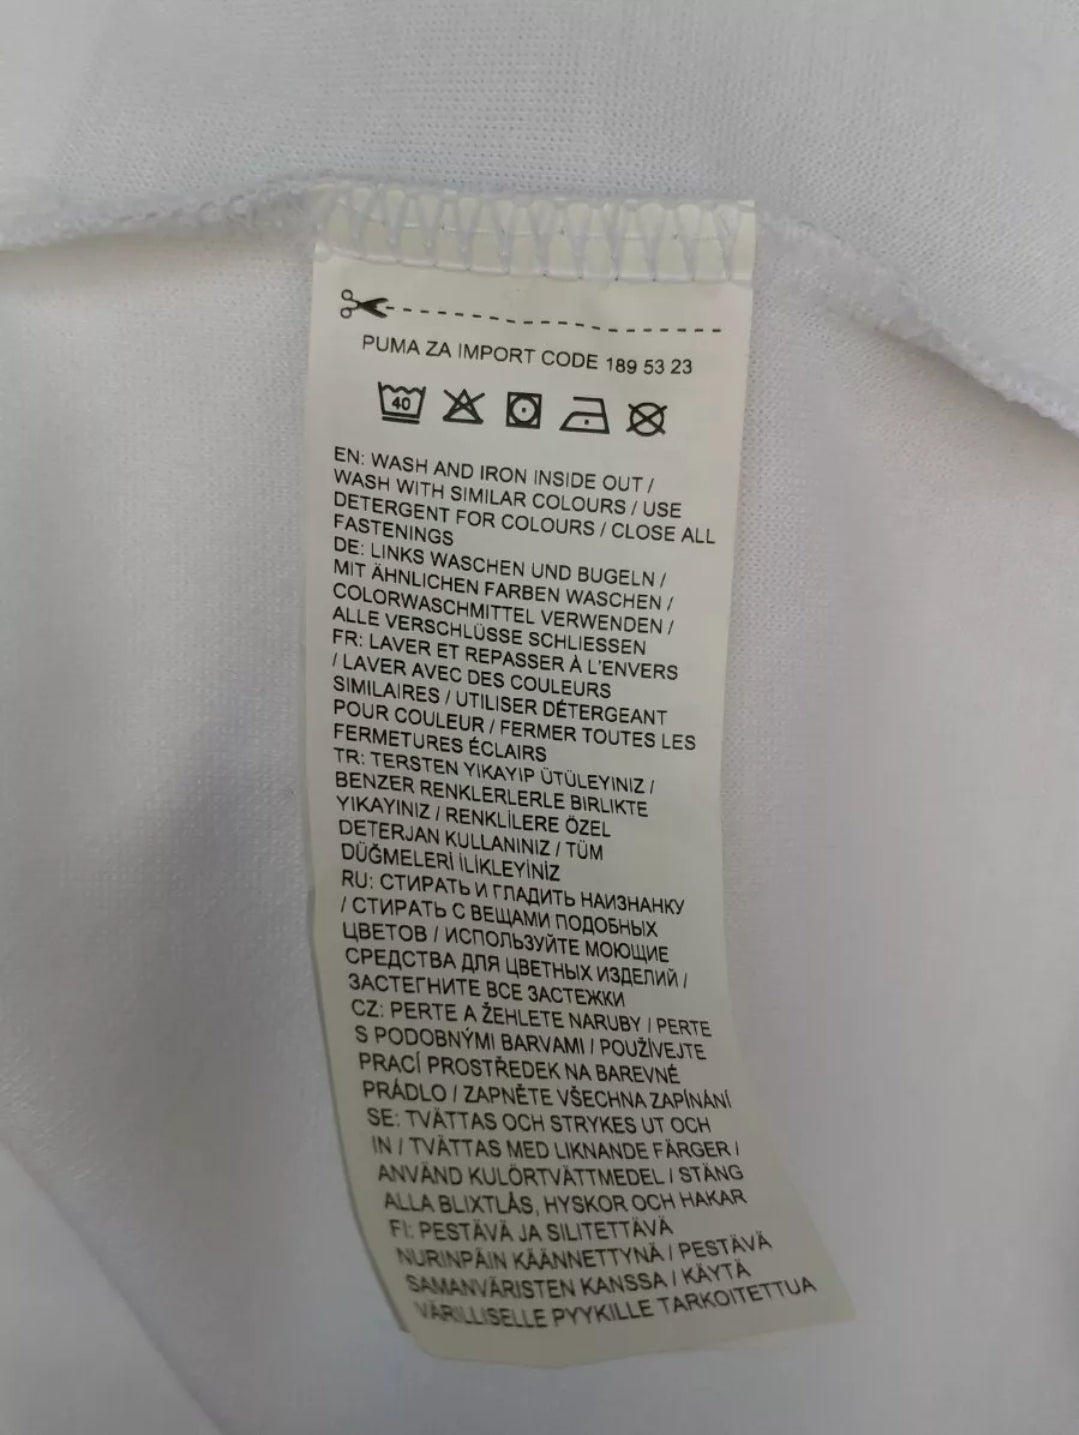 PUMA ZA IMPORT CODE 189 53 23
40
EN: WASH AND IRON INSIDE OUT /
WASH WITH SIMILAR COLOURS / USE
DETERGENT FOR COLOURS / CLOSE ALL
FASTENINGS
DE: LINKS WASCHEN UND BUGELN /
MIT ÄHNLICHEN FARBEN WASCHEN /
COLORWASCHMITTEL VERWENDEN /
ALLE VERSCHLÜSSE SCHLIESSEN
FR: LAVER ET REPASSER À L'ENVERS
/ LAVER AVEC DES COULEURS
SIMILAIRES / UTILISER DÉTERGEANT
POUR COULEUR / FERMER TOUTES LES
FERMETURES ÉCLAIRS
TR: TERSTEN YIKAYIP ÜTÜLEYINIZ /
BENZER RENKLERLERLE BIRLIKTE
YIKAYINIZ / RENKLİLERE ÖZEL
DETERJAN KULLANINIZ / TÜM
DÜĞMELERİ İLİKLEYİNİZ
RU: СТИРАТЬ И ГЛАДИТЬ НАИЗНАНКУ
/ СТИРАТЬ С ВЕЩАМИ ПОДОБНЫХ
ЦВЕТОВ / ИСПОЛЬЗУЙТЕ МОЮЩИЕ
СРЕДСТВА ДЛЯ ЦВЕТНЫХ ИЗДЕЛИЙ /
ЗАСТЕГНИТЕ ВСЕ ЗАСТЕЖКИ
CZ: PERTE A ŽEHLETE NARUBY / PERTE
S PODOBNÝMI BARVAMI / POUŽÍVEJTE
PRACÍ PROSTŘEDEK NA BAREVNÉ
PRÁDLO / ZAPNĚTE VŠECHNA ZAPÍNÁNÍ
SE: TVÄTTAS OCH STRYKES UT OCH
IN / TVÄTTAS MED LIKNANDE FÄRGER /
ANVÄND KULÖRTVÄTTMEDEL / STÄNG
ALLA BLIXTLÅS, HYSKOR OCH HAKAR
FI: PESTÄVÄ JA SILITETTÄVÄ
NURINPÄIN KÄÄNNETTYNÄ / PESTÄVÄ
SAMANVÄRISTEN KANSSA / KÄYTÄ
VÄRILLISELLE PYYKILLE TARKOITETTUA